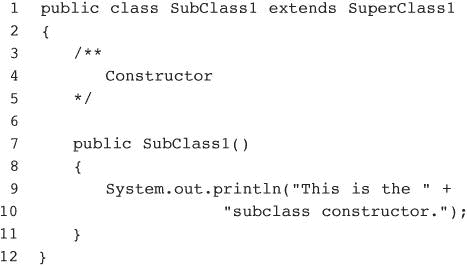 1 public class SubClass1 extends SuperClass1
2 {
3    /**
4       Constructor
5    */
6
7    public SubClass1()
8    {
9       System.out.println("This is the " +
10                 "subclass constructor.");
11    }
12 }